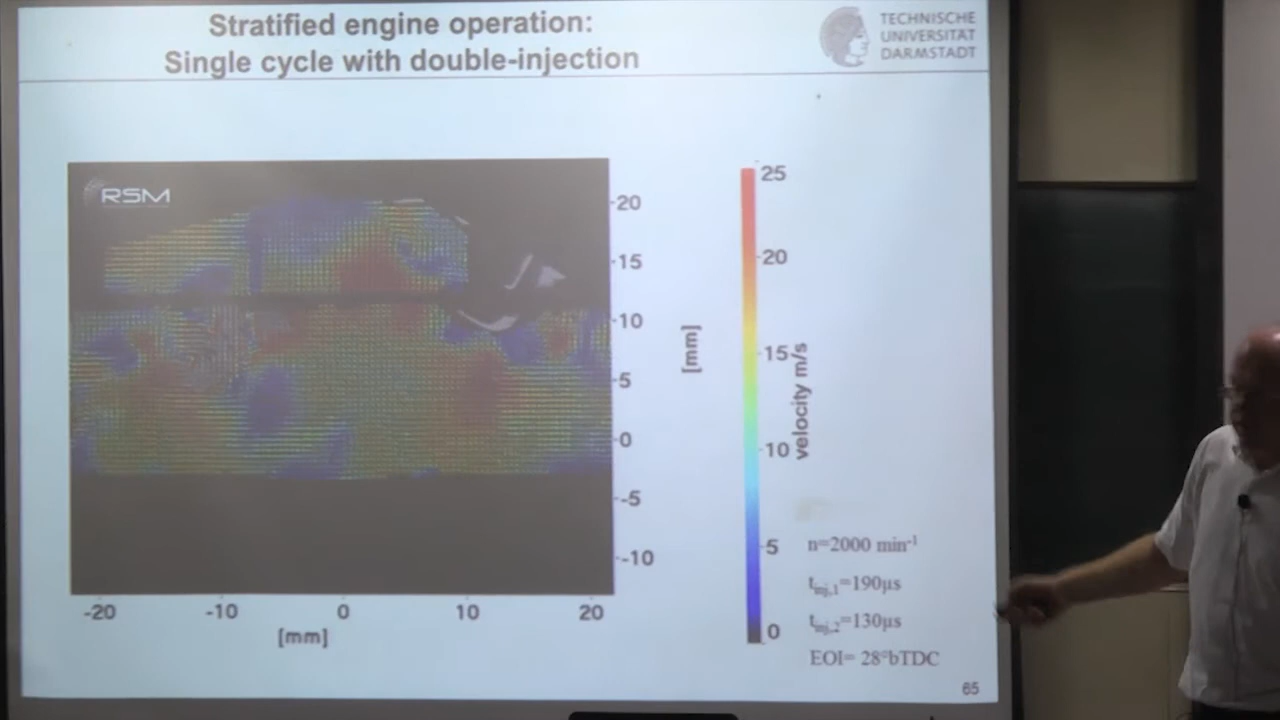 Stratified engine operation:
Single cycle with double-injection
TECHNISCHE
UNIVERSITÄT
DARMSTADT
RSM
20
15
10
5
0
-5
-10
[mm]
-20
-10
0
10
20
[mm]
25
20
15
10
5
0
velocity m/s
n=2000 min⁻¹
tinj,1=190µs
tinj,2=130µs
EOI= 28°bTDC
65